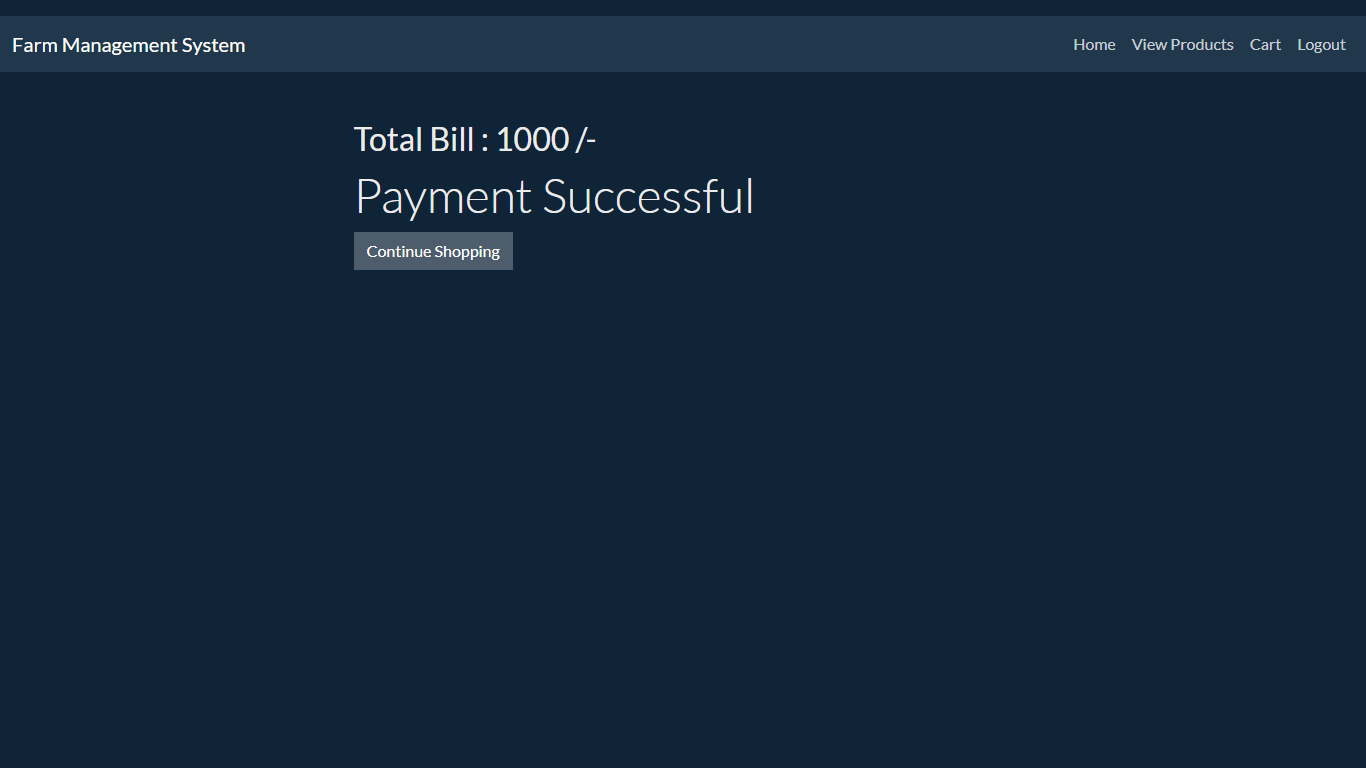 Farm Management System
Home View Products Cart Logout
Total Bill : 1000 /-
Payment Successful
Continue Shopping